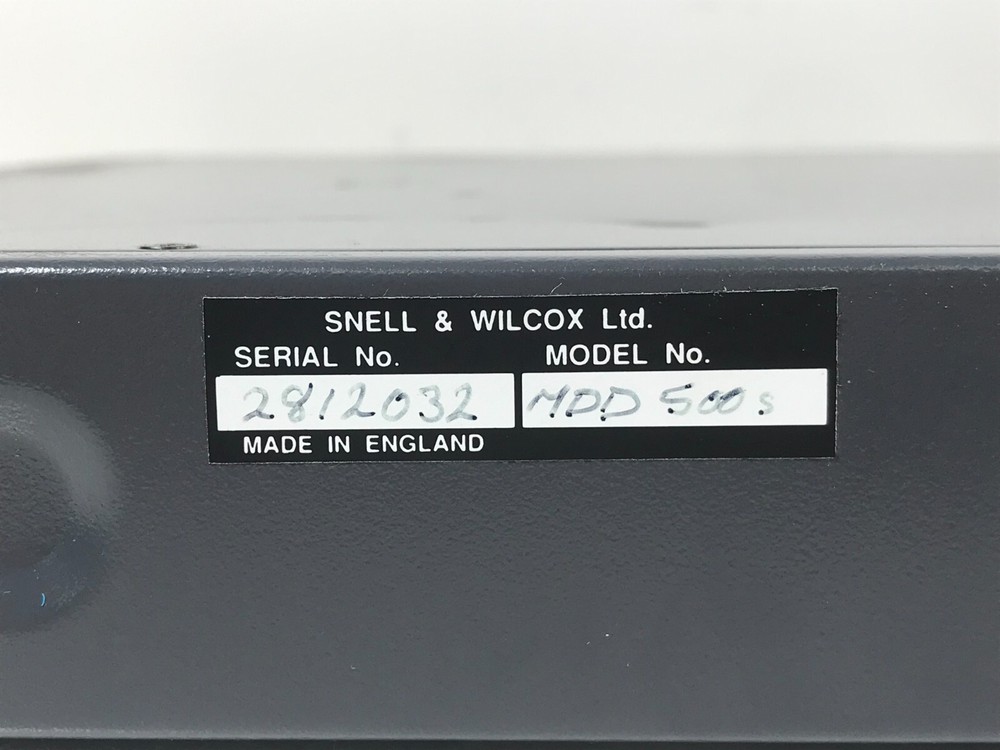 SNELL & WILCOX Ltd.
SERIAL No. MODEL No.
2812032 MDD 500s
MADE IN ENGLAND